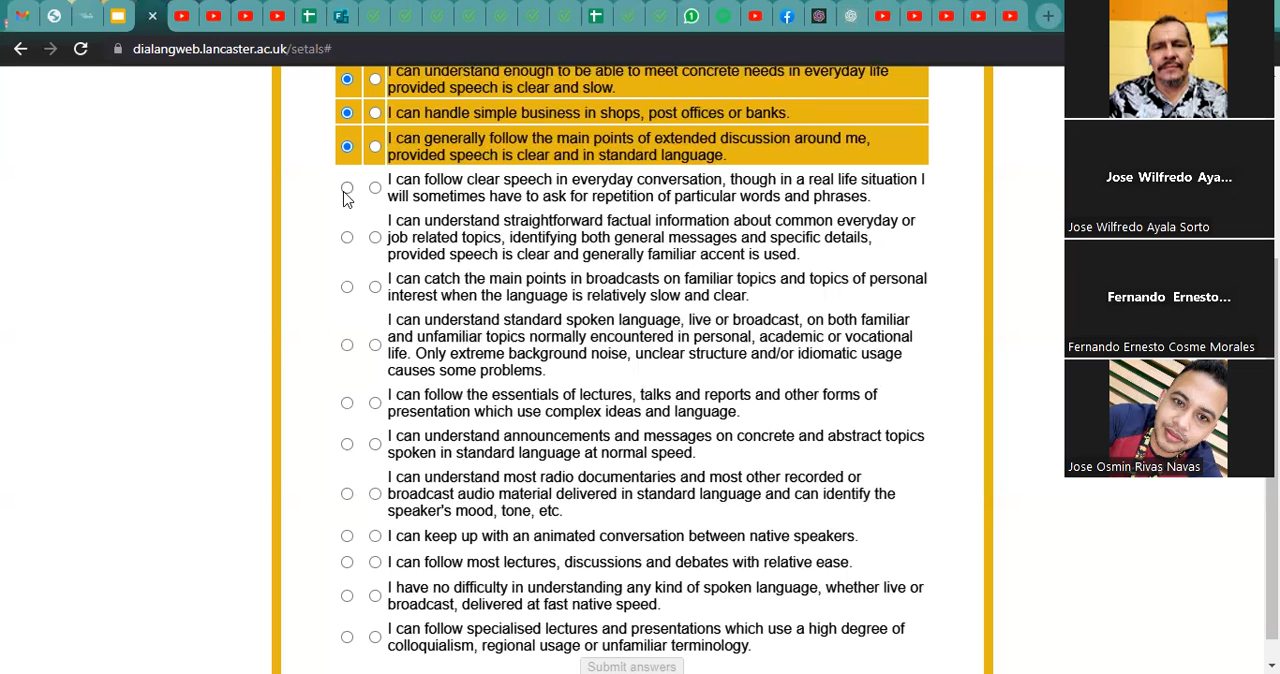 dialangweb.lancaster.ac.uk/setals#
I can understand enough to be able to meet concrete needs in everyday life
provided speech is clear and slow.
I can handle simple business in shops, post offices or banks.
I can generally follow the main points of extended discussion around me,
provided speech is clear and in standard language.
I can follow clear speech in everyday conversation, though in a real life situation I
will sometimes have to ask for repetition of particular words and phrases.
I can understand straightforward factual information about common everyday or
job related topics, identifying both general messages and specific details,
provided speech is clear and generally familiar accent is used.
I can catch the main points in broadcasts on familiar topics and topics of personal
interest when the language is relatively slow and clear.
I can understand standard spoken language, live or broadcast, on both familiar
and unfamiliar topics normally encountered in personal, academic or vocational
life. Only extreme background noise, unclear structure and/or idiomatic usage
causes some problems.
I can follow the essentials of lectures, talks and reports and other forms of
presentation which use complex ideas and language.
I can understand announcements and messages on concrete and abstract topics
spoken in standard language at normal speed.
I can understand most radio documentaries and most other recorded or
broadcast audio material delivered in standard language and can identify the
speaker's mood, tone, etc.
I can keep up with an animated conversation between native speakers.
I can follow most lectures, discussions and debates with relative ease.
I have no difficulty in understanding any kind of spoken language, whether live or
broadcast, delivered at fast native speed.
I can follow specialised lectures and presentations which use a high degree of
colloquialism, regional usage or unfamiliar terminology.
Submit answers
Jose Wilfredo Aya...
Jose Wilfredo Ayala Sorto
Fernando Ernesto...
Fernando Ernesto Cosme Morales
Jose Osmin Rivas Navas